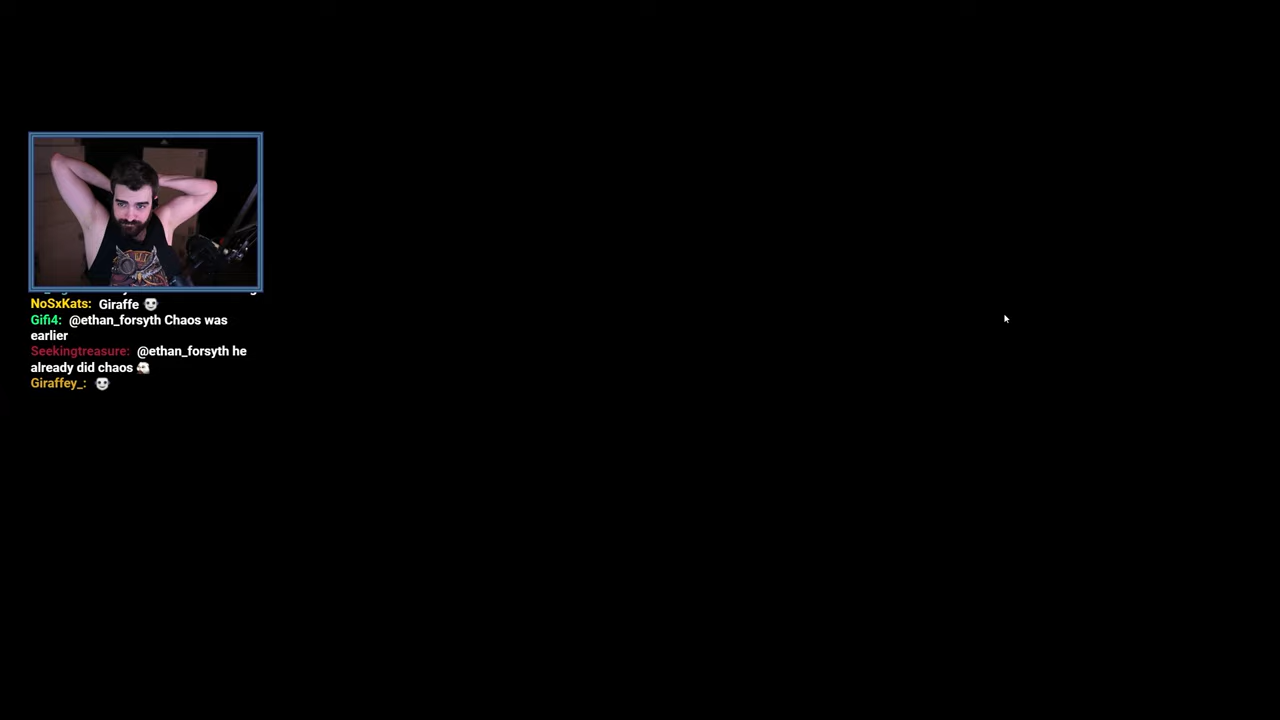 NoSxKats: Giraffe
Gifi4: @ethan_forsyth Chaos was
earlier
Seekingtreasure: @ethan_forsyth he
already did chaos
Giraffey_: